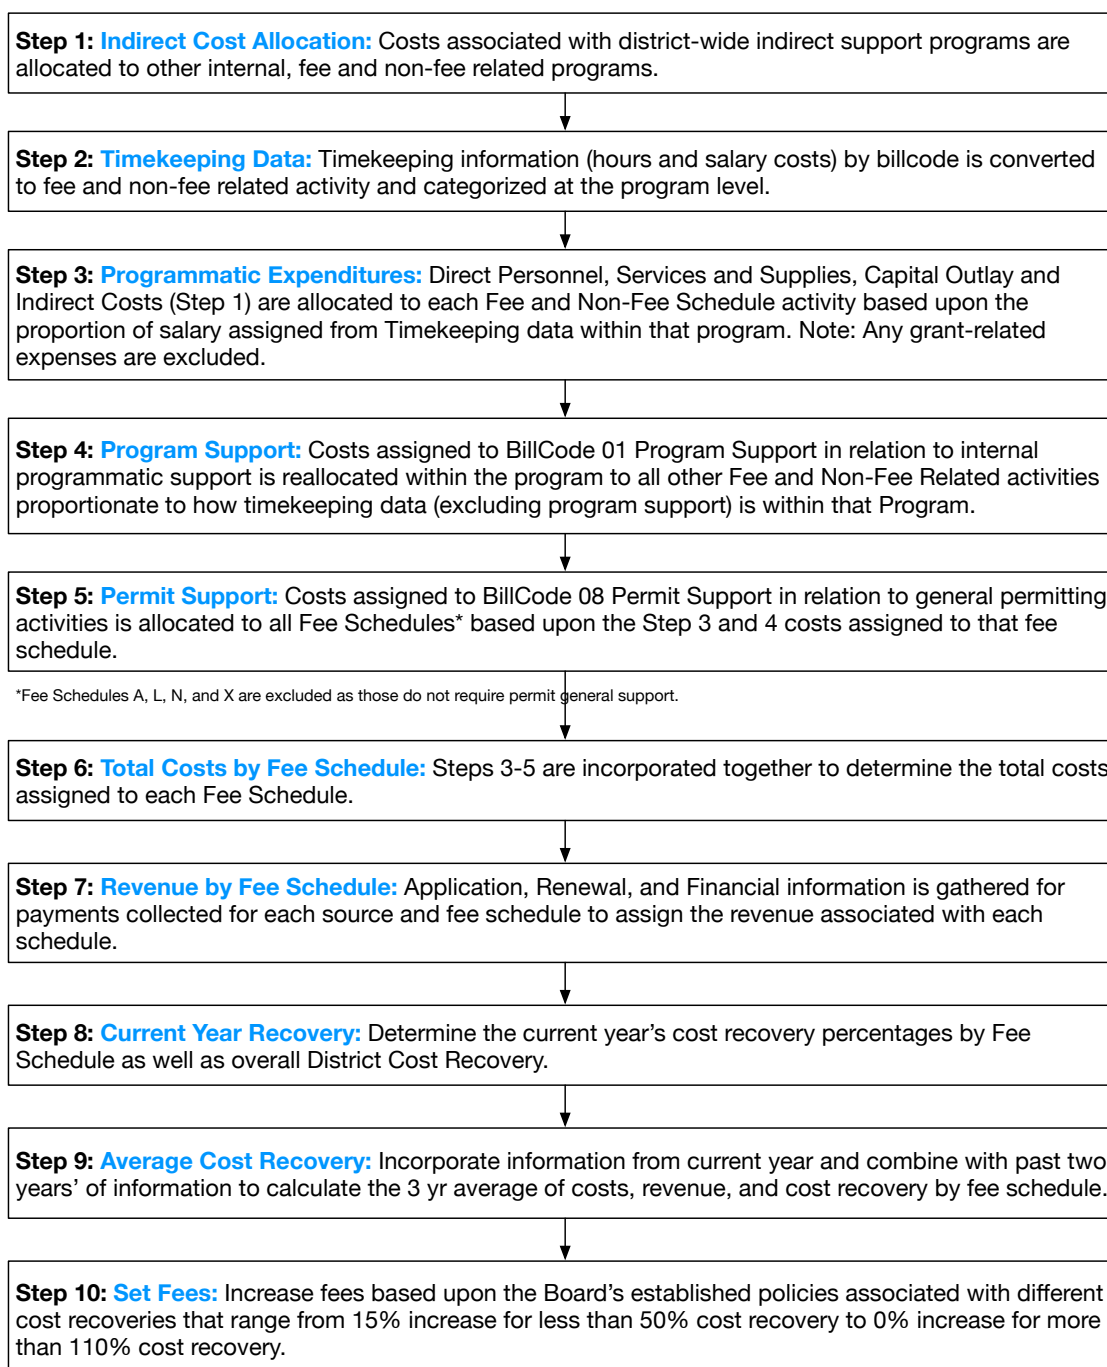 Step 1: Indirect Cost Allocation: Costs associated with district-wide indirect support programs are
allocated to other internal, fee and non-fee related programs.
Step 2: Timekeeping Data: Timekeeping information (hours and salary costs) by billcode is converted
to fee and non-fee related activity and categorized at the program level.
Step 3: Programmatic Expenditures: Direct Personnel, Services and Supplies, Capital Outlay and
Indirect Costs (Step 1) are allocated to each Fee and Non-Fee Schedule activity based upon the
proportion of salary assigned from Timekeeping data within that program. Note: Any grant-related
expenses are excluded.
Step 4: Program Support: Costs assigned to BillCode 01 Program Support in relation to internal
programmatic support is reallocated within the program to all other Fee and Non-Fee Related activities
proportionate to how timekeeping data (excluding program support) is within that Program.
Step 5: Permit Support: Costs assigned to BillCode 08 Permit Support in relation to general permitting
activities is allocated to all Fee Schedules* based upon the Step 3 and 4 costs assigned to that fee
schedule.
*Fee Schedules A, L, N, and X are excluded as those do not require permit general support.
Step 6: Total Costs by Fee Schedule: Steps 3-5 are incorporated together to determine the total costs
assigned to each Fee Schedule.
Step 7: Revenue by Fee Schedule: Application, Renewal, and Financial information is gathered for
payments collected for each source and fee schedule to assign the revenue associated with each
schedule.
Step 8: Current Year Recovery: Determine the current year’s cost recovery percentages by Fee
Schedule as well as overall District Cost Recovery.
Step 9: Average Cost Recovery: Incorporate information from current year and combine with past two
years’ of information to calculate the 3 yr average of costs, revenue, and cost recovery by fee schedule.
Step 10: Set Fees: Increase fees based upon the Board’s established policies associated with different
cost recoveries that range from 15% increase for less than 50% cost recovery to 0% increase for more
than 110% cost recovery.